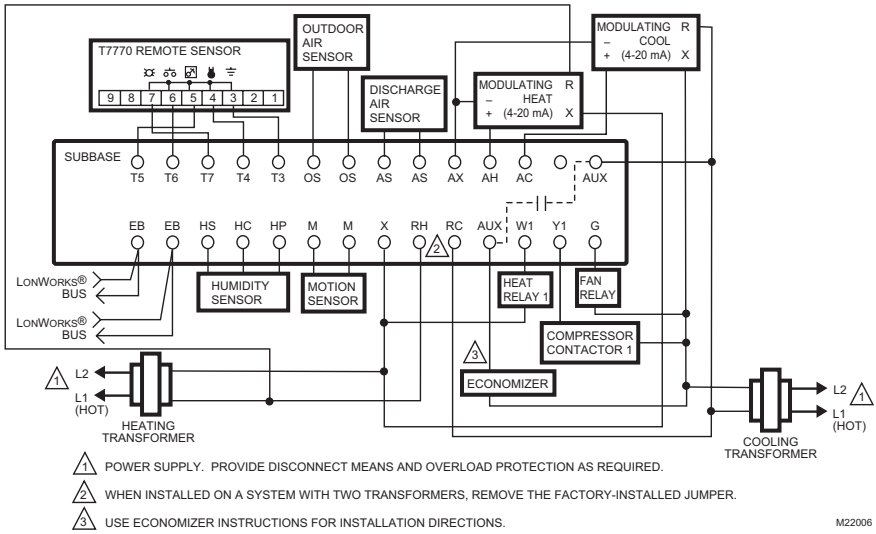 T7770 REMOTE SENSOR
9 8 7 6 5 4 3 2 1
OUTDOOR
AIR
SENSOR
DISCHARGE
AIR
SENSOR
MODULATING R
– HEAT
+ (4-20 mA) X
MODULATING R
– COOL
+ (4-20 mA) X
SUBBASE
T5 T6 T7 T4 T3 OS OS AS AS AX AH AC AUX
EB EB HS HC HP M M X RH 2 RC AUX W1 Y1 G
LONWORKS®
BUS
LONWORKS®
BUS
HUMIDITY
SENSOR
MOTION
SENSOR
HEAT
RELAY 1
FAN
RELAY
COMPRESSOR
CONTACTOR 1
3
ECONOMIZER
1 L2
L1
(HOT)
HEATING
TRANSFORMER
L2 1
L1
(HOT)
COOLING
TRANSFORMER
1 POWER SUPPLY. PROVIDE DISCONNECT MEANS AND OVERLOAD PROTECTION AS REQUIRED.
2 WHEN INSTALLED ON A SYSTEM WITH TWO TRANSFORMERS, REMOVE THE FACTORY-INSTALLED JUMPER.
3 USE ECONOMIZER INSTRUCTIONS FOR INSTALLATION DIRECTIONS.
M22006